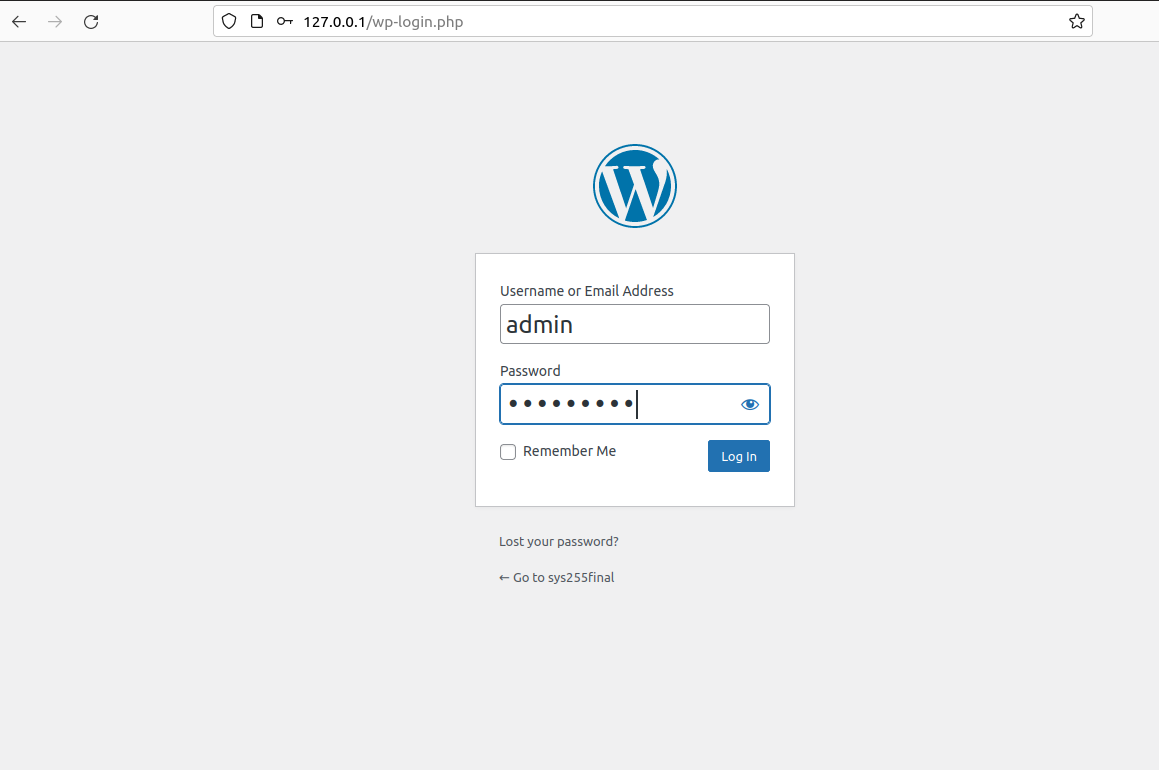 127.0.0.1/wp-login.php
W
Username or Email Address
admin
Password
•••••••••
Remember Me
Log In
Lost your password?
← Go to sys255final